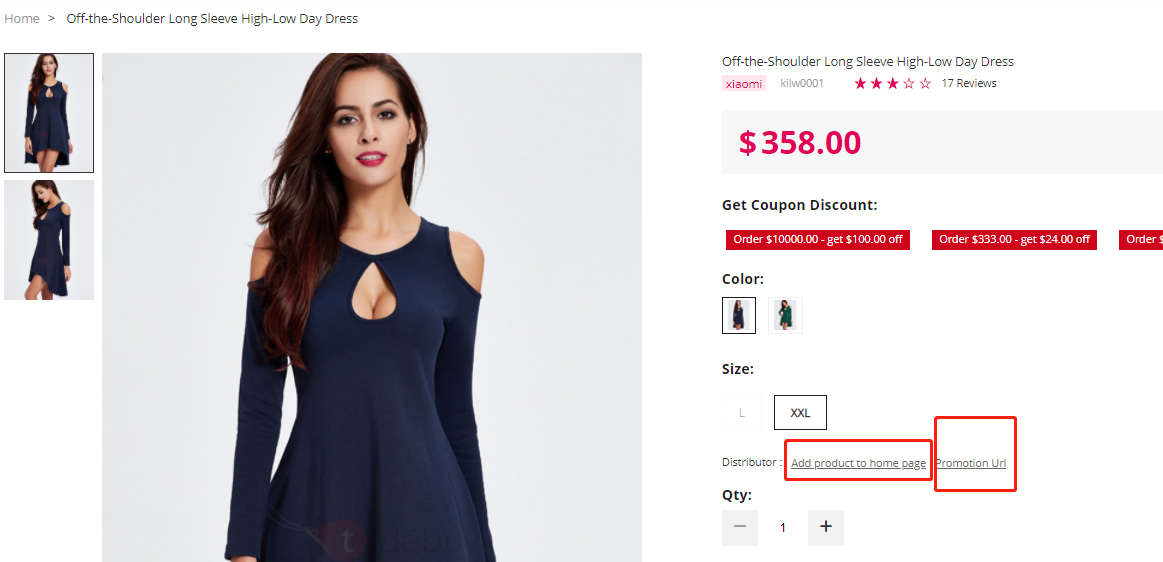 Home > Off-the-Shoulder Long Sleeve High-Low Day Dress
Off-the-Shoulder Long Sleeve High-Low Day Dress
xiaomi kilw0001 17 Reviews
$358.00
Get Coupon Discount:
Order $10000.00 - get $100.00 off Order $333.00 - get $24.00 off Order $
Color:
Size:
L XXL
Distributor : Add product to home page Promotion Url
Qty:
− 1 +